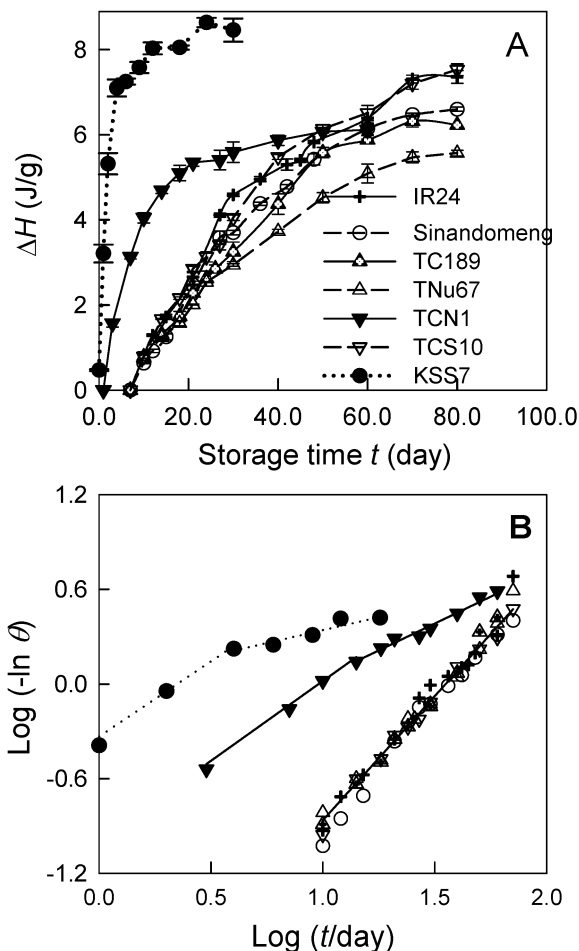 A
8
6
4
2
0
ΔH (J/g)
IR24
Sinandomeng
TC189
TNu67
TCN1
TCS10
KSS7
0.0 20.0 40.0 60.0 80.0 100.0
Storage time t (day)
B
1.2
0.6
0.0
-0.6
-1.2
Log (-ln θ)
0.0 0.5 1.0 1.5 2.0
Log (t/day)